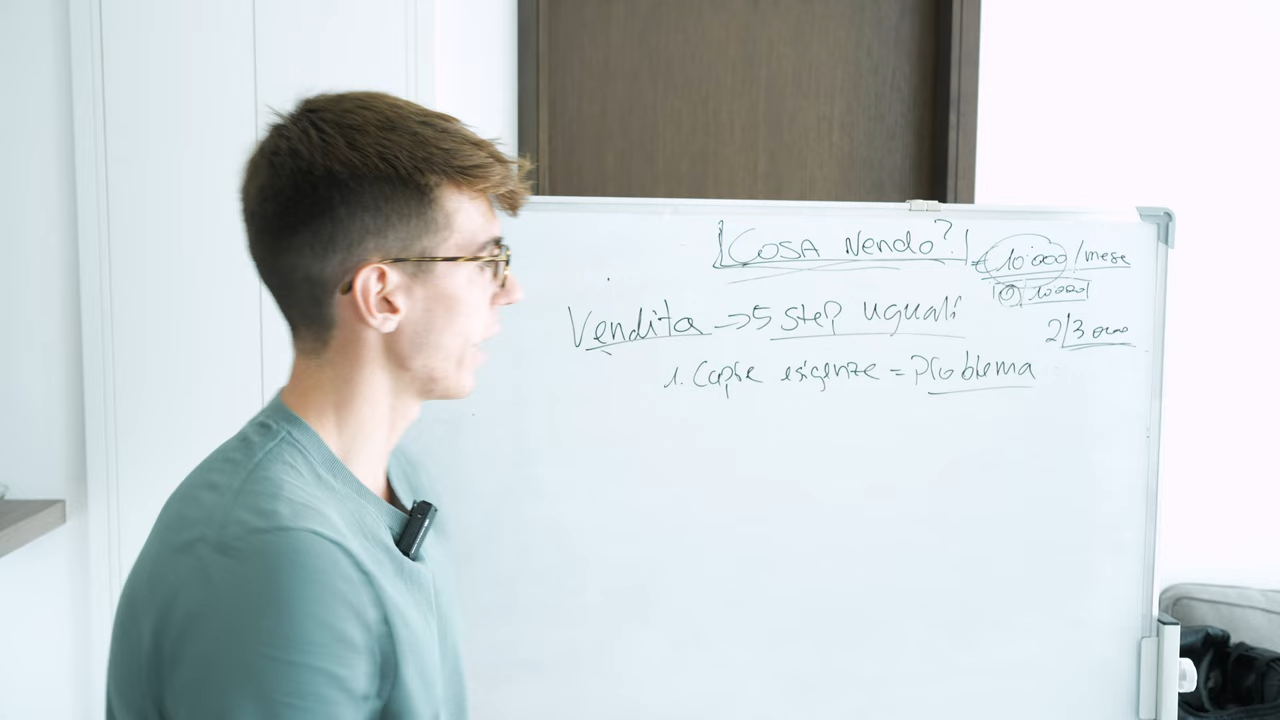 COSA Vendo?
10.000/mese
10.000
Vendita → 5 step uguali
2/3 ore
1. Capire esigenze = Problema